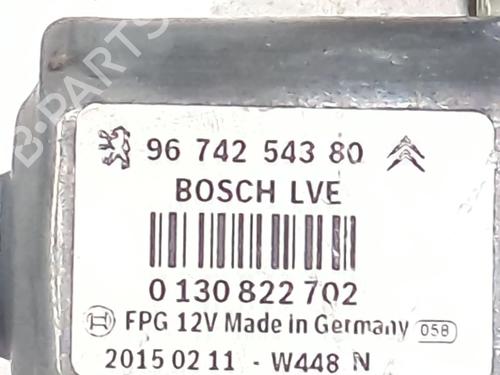 B-PARTS
96 742 543 80
BOSCH LVE
0 130 822 702
FPG 12V Made in Germany 058
2015 02 11 - W448 N